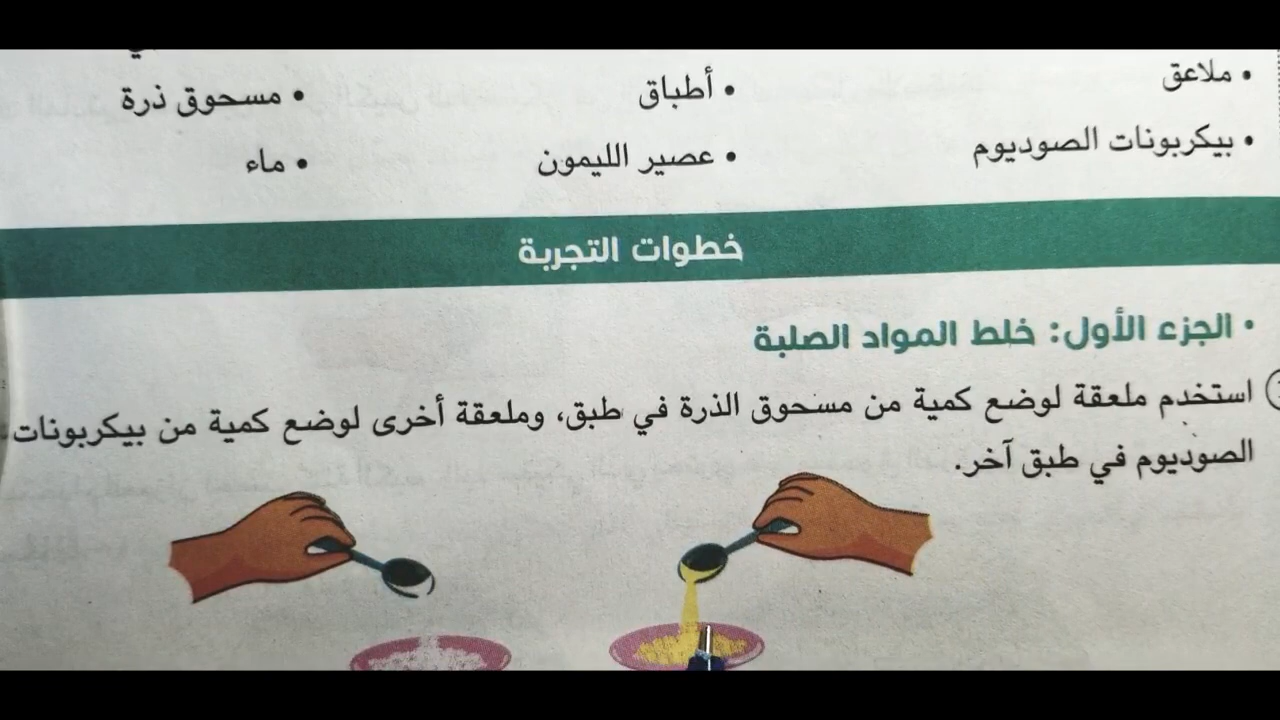 • ملاعق • أطباق • مسحوق ذرة
• بيكربونات الصوديوم • عصير الليمون • ماء
خطوات التجربة
• الجزء الأول: خلط المواد الصلبة
استخدم ملعقة لوضع كمية من مسحوق الذرة في طبق، وملعقة أخرى لوضع كمية من بيكربونات
الصوديوم في طبق آخر.